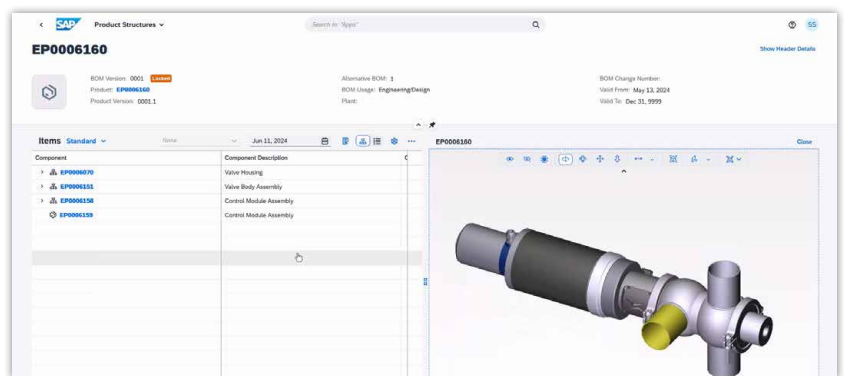 SAP Product Structures
Search In: "Apps"
SS
EP0006160
Show Header Details
BOM Version: 0001 Locked
Product: EP0006160
Product Version: 0001.1
Alternative BOM: 1
BOM Usage: Engineering/Design
Plant:
BOM Change Number:
Valid From: May 13, 2024
Valid To: Dec 31, 9999
Items Standard None Jun 11, 2024
EP0006160 Close
Component Component Description
EP0006070 Valve Housing
EP0006151 Valve Body Assembly
EP0006158 Control Module Assembly
EP0006159 Control Module Assembly